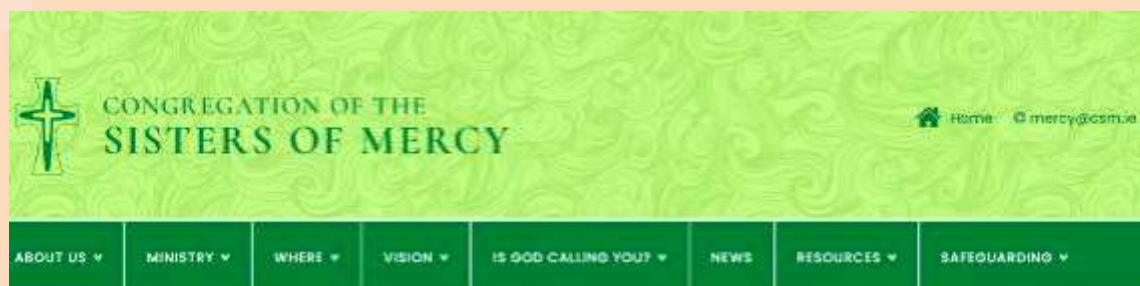 CONGREGATION OF THE
SISTERS OF MERCY
Home mercy@csm.ie
ABOUT US MINISTRY WHERE VISION IS GOD CALLING YOU? NEWS RESOURCES SAFEGUARDING